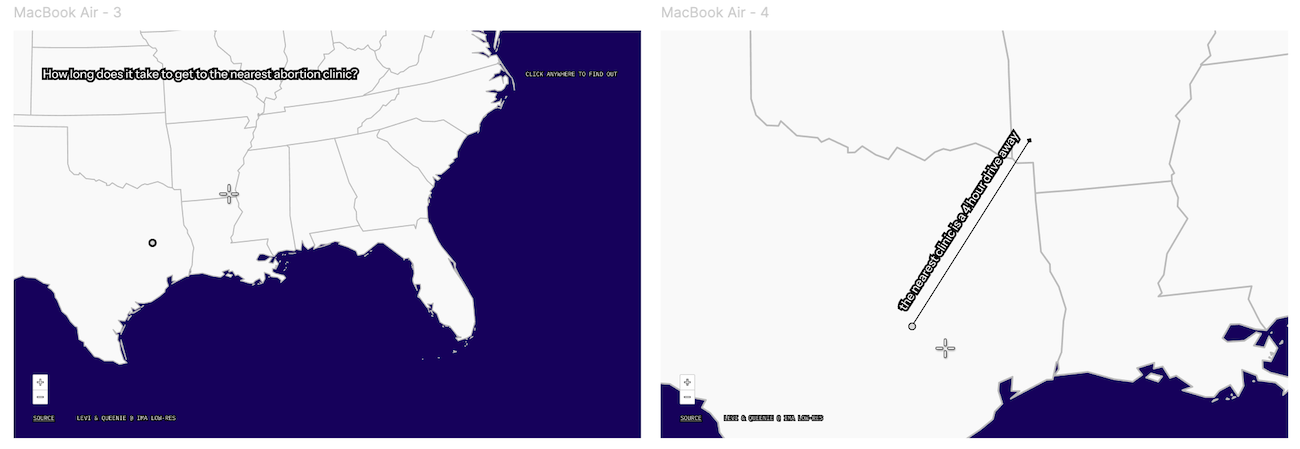 MacBook Air - 3
How long does it take to get to the nearest abortion clinic?
CLICK ANYWHERE TO FIND OUT
SOURCE
LEVI & QUEENIE @ IMA LOW-RES
MacBook Air - 4
the nearest clinic is a 4 hour drive away
SOURCE
LEVI & QUEENIE @ IMA LOW-RES